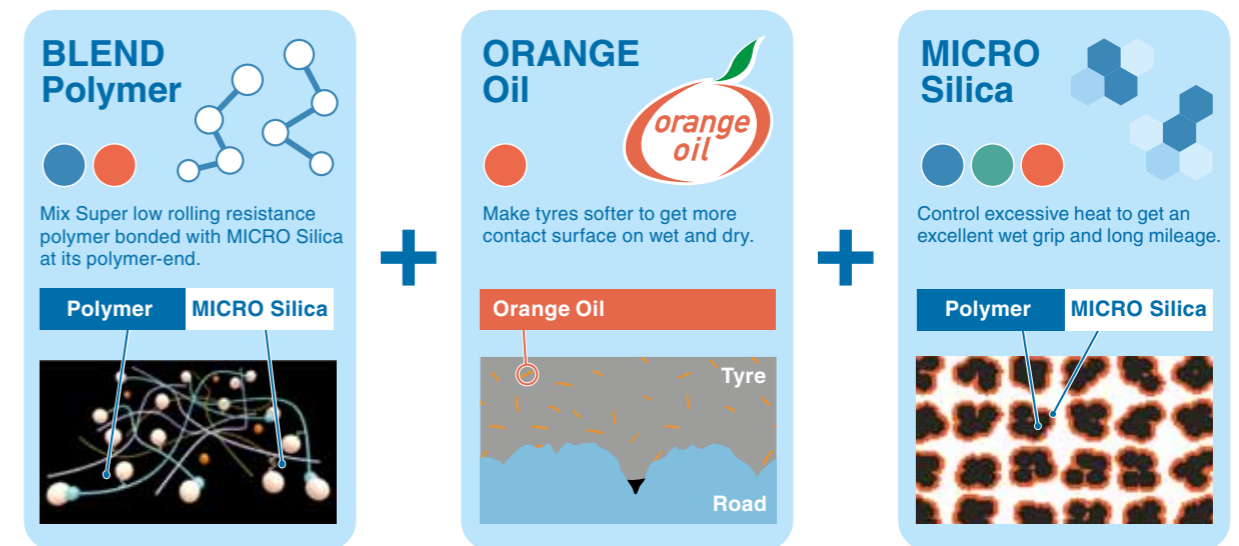 BLEND
Polymer
Mix Super low rolling resistance
polymer bonded with MICRO Silica
at its polymer-end.
Polymer
MICRO Silica
+
ORANGE
Oil
orange
oil
Make tyres softer to get more
contact surface on wet and dry.
Orange Oil
Tyre
Road
+
MICRO
Silica
Control excessive heat to get an
excellent wet grip and long mileage.
Polymer
MICRO Silica